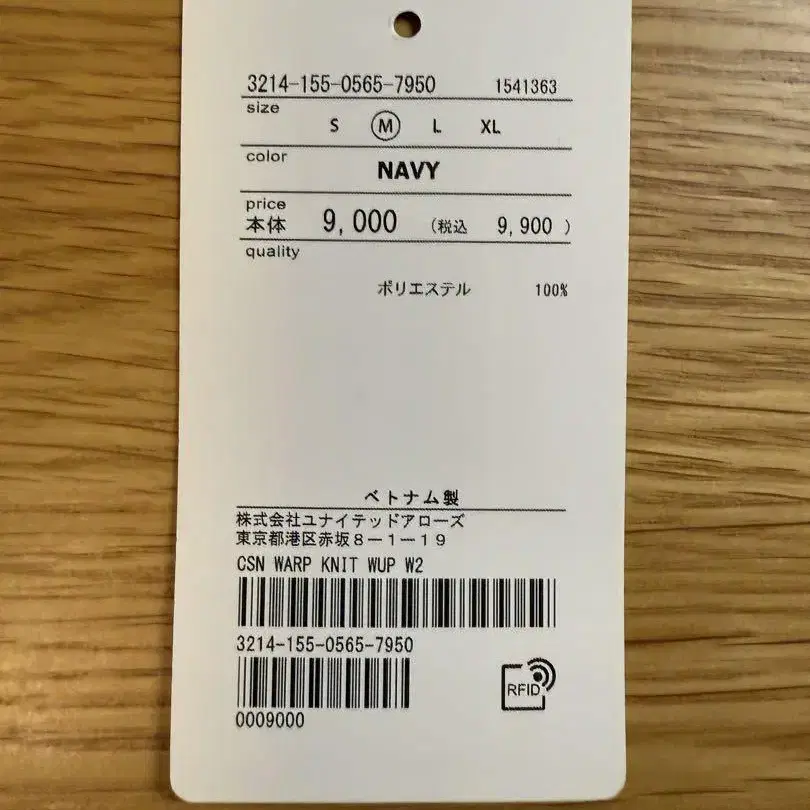 3214-155-0565-7950 1541363
size
S M L XL
color
NAVY
price
本体 9,000 (税込 9,900 )
quality
ポリエステル 100%
ベトナム製
株式会社ユナイテッドアローズ
東京都港区赤坂8-1-19
CSN WARP KNIT WUP W2
3214-155-0565-7950
RFID
0009000